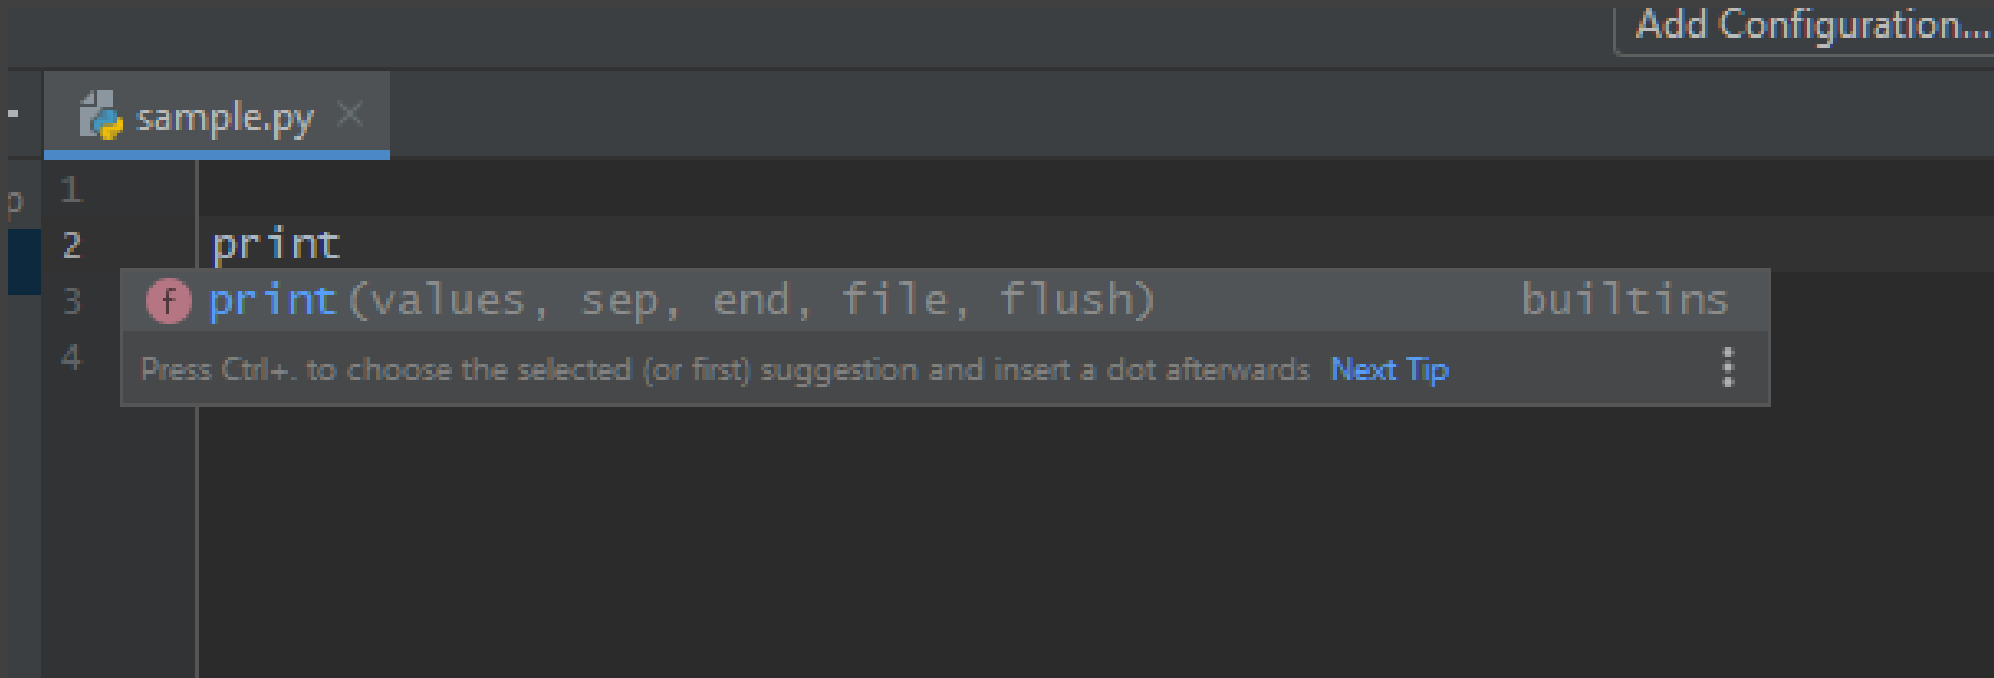 Add Configuration...
sample.py
p
1
2 print
3 f print(values, sep, end, file, flush) builtins
4 Press Ctrl+. to choose the selected (or first) suggestion and insert a dot afterwards Next Tip